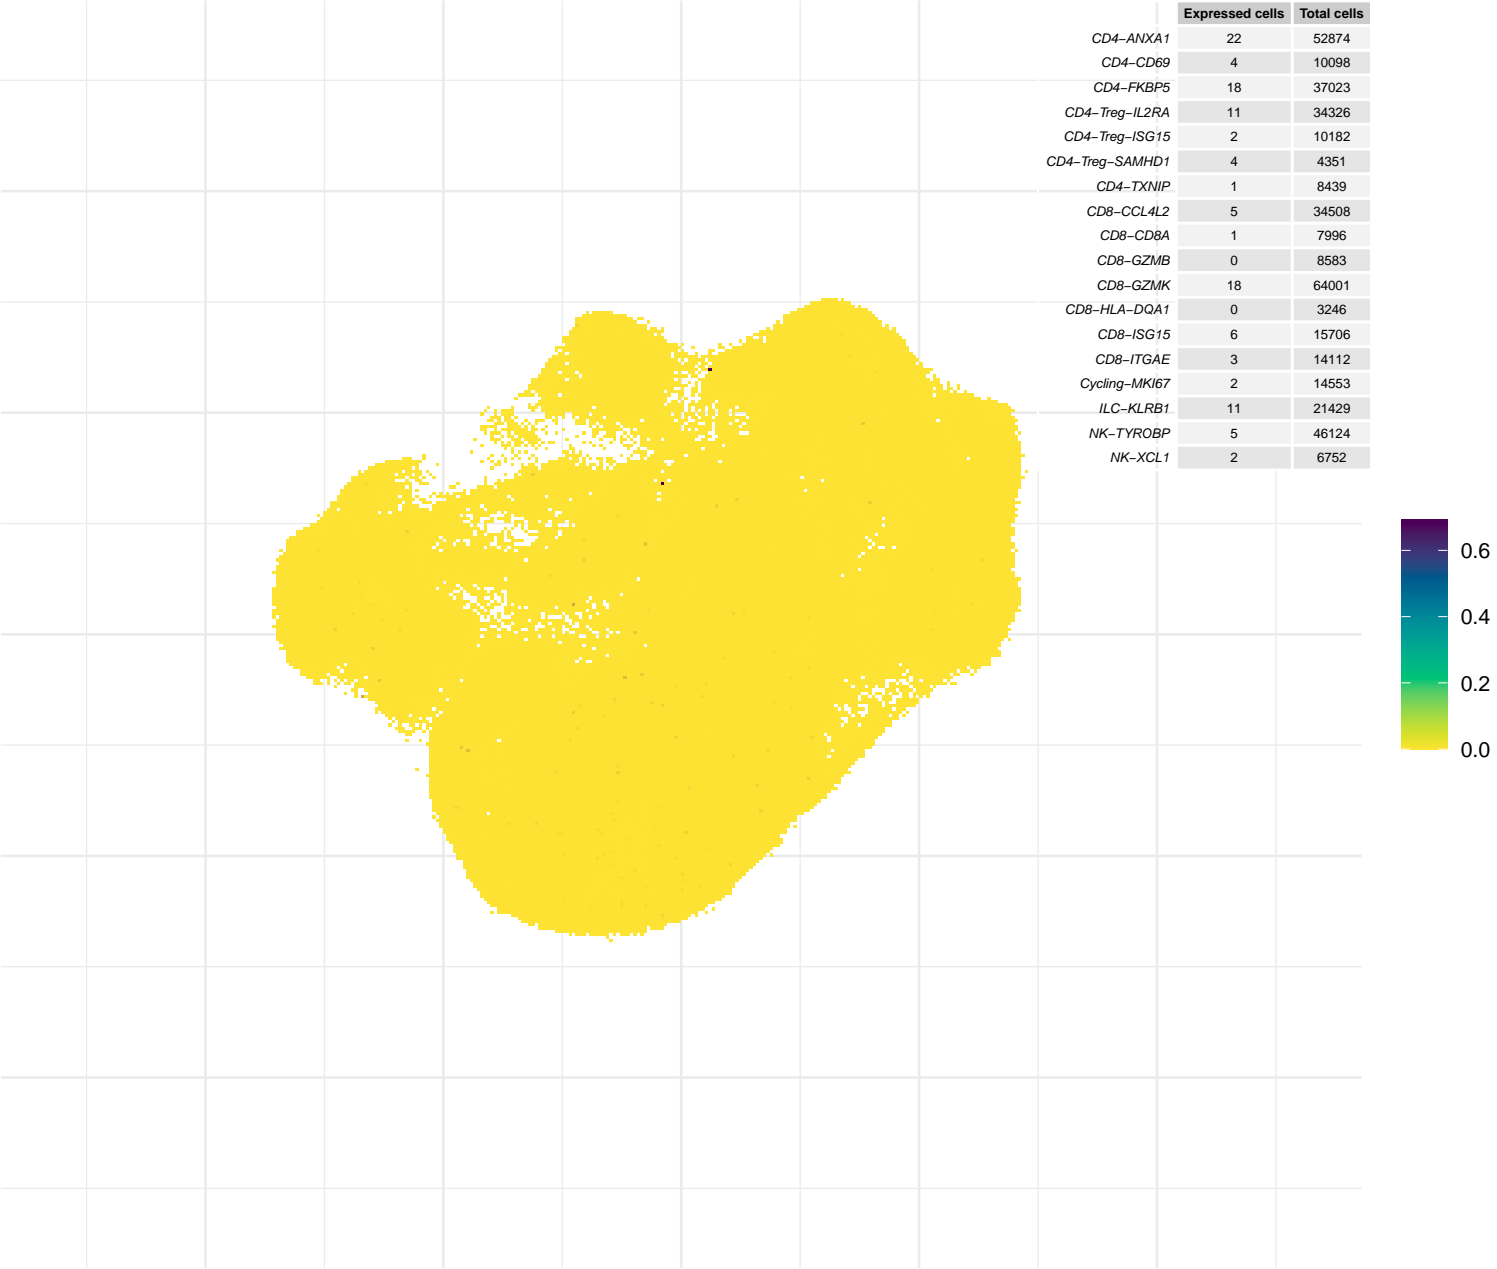 Expressed cells Total cells
CD4−ANXA1 22 52874
CD4−CD69 4 10098
CD4−FKBP5 18 37023
CD4−Treg−IL2RA 11 34326
CD4−Treg−ISG15 2 10182
CD4−Treg−SAMHD1 4 4351
CD4−TXNIP 1 8439
CD8−CCL4L2 5 34508
CD8−CD8A 1 7996
CD8−GZMB 0 8583
CD8−GZMK 18 64001
CD8−HLA−DQA1 0 3246
CD8−ISG15 6 15706
CD8−ITGAE 3 14112
Cycling−MKI67 2 14553
ILC−KLRB1 11 21429
NK−TYROBP 5 46124
NK−XCL1 2 6752
0.6
0.4
0.2
0.0